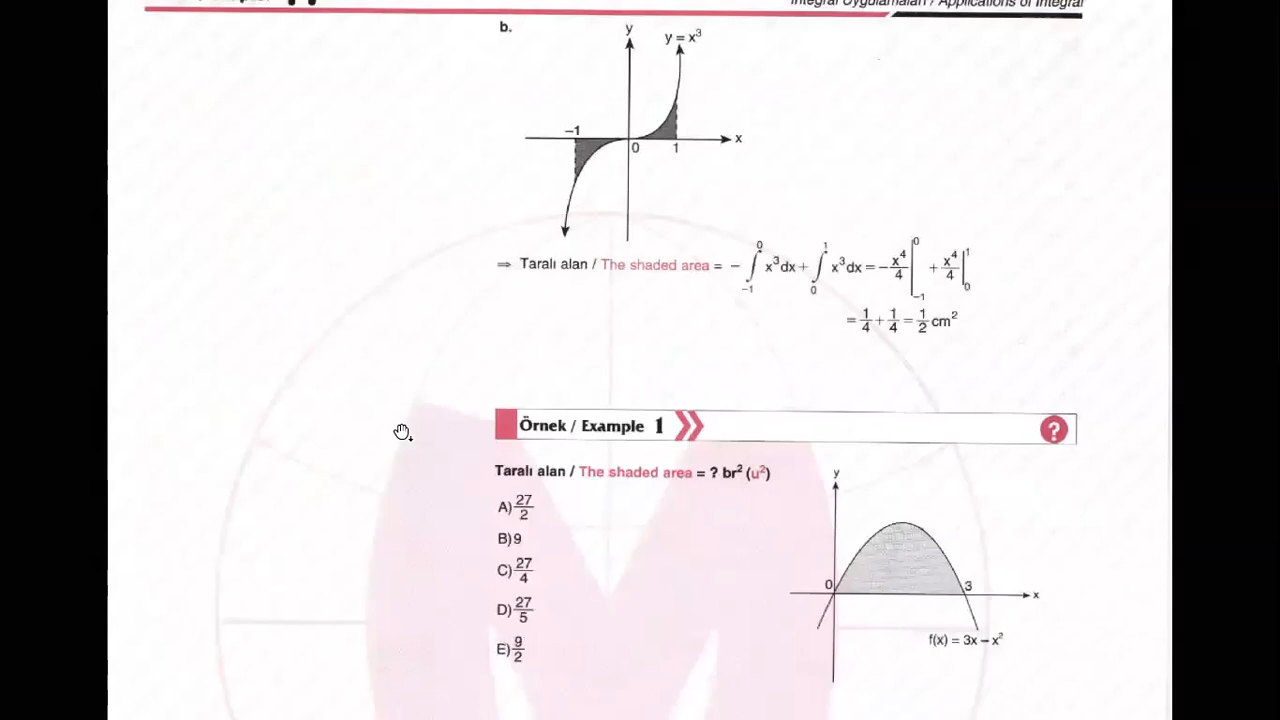 İntegral Uygulamaları / Applications of Integral
b.
y
y = x³
−1
0
1
x
⇒ Taralı alan / The shaded area = − ∫₋₁⁰ x³dx + ∫₀¹ x³dx = − x⁴/4 |₋₁⁰ + x⁴/4 |₀¹
= 1/4 + 1/4 = 1/2 cm²
Örnek / Example 1
?
Taralı alan / The shaded area = ? br² (u²)
A) 27/2
B) 9
C) 27/4
D) 27/5
E) 9/2
y
0
3
x
f(x) = 3x − x²